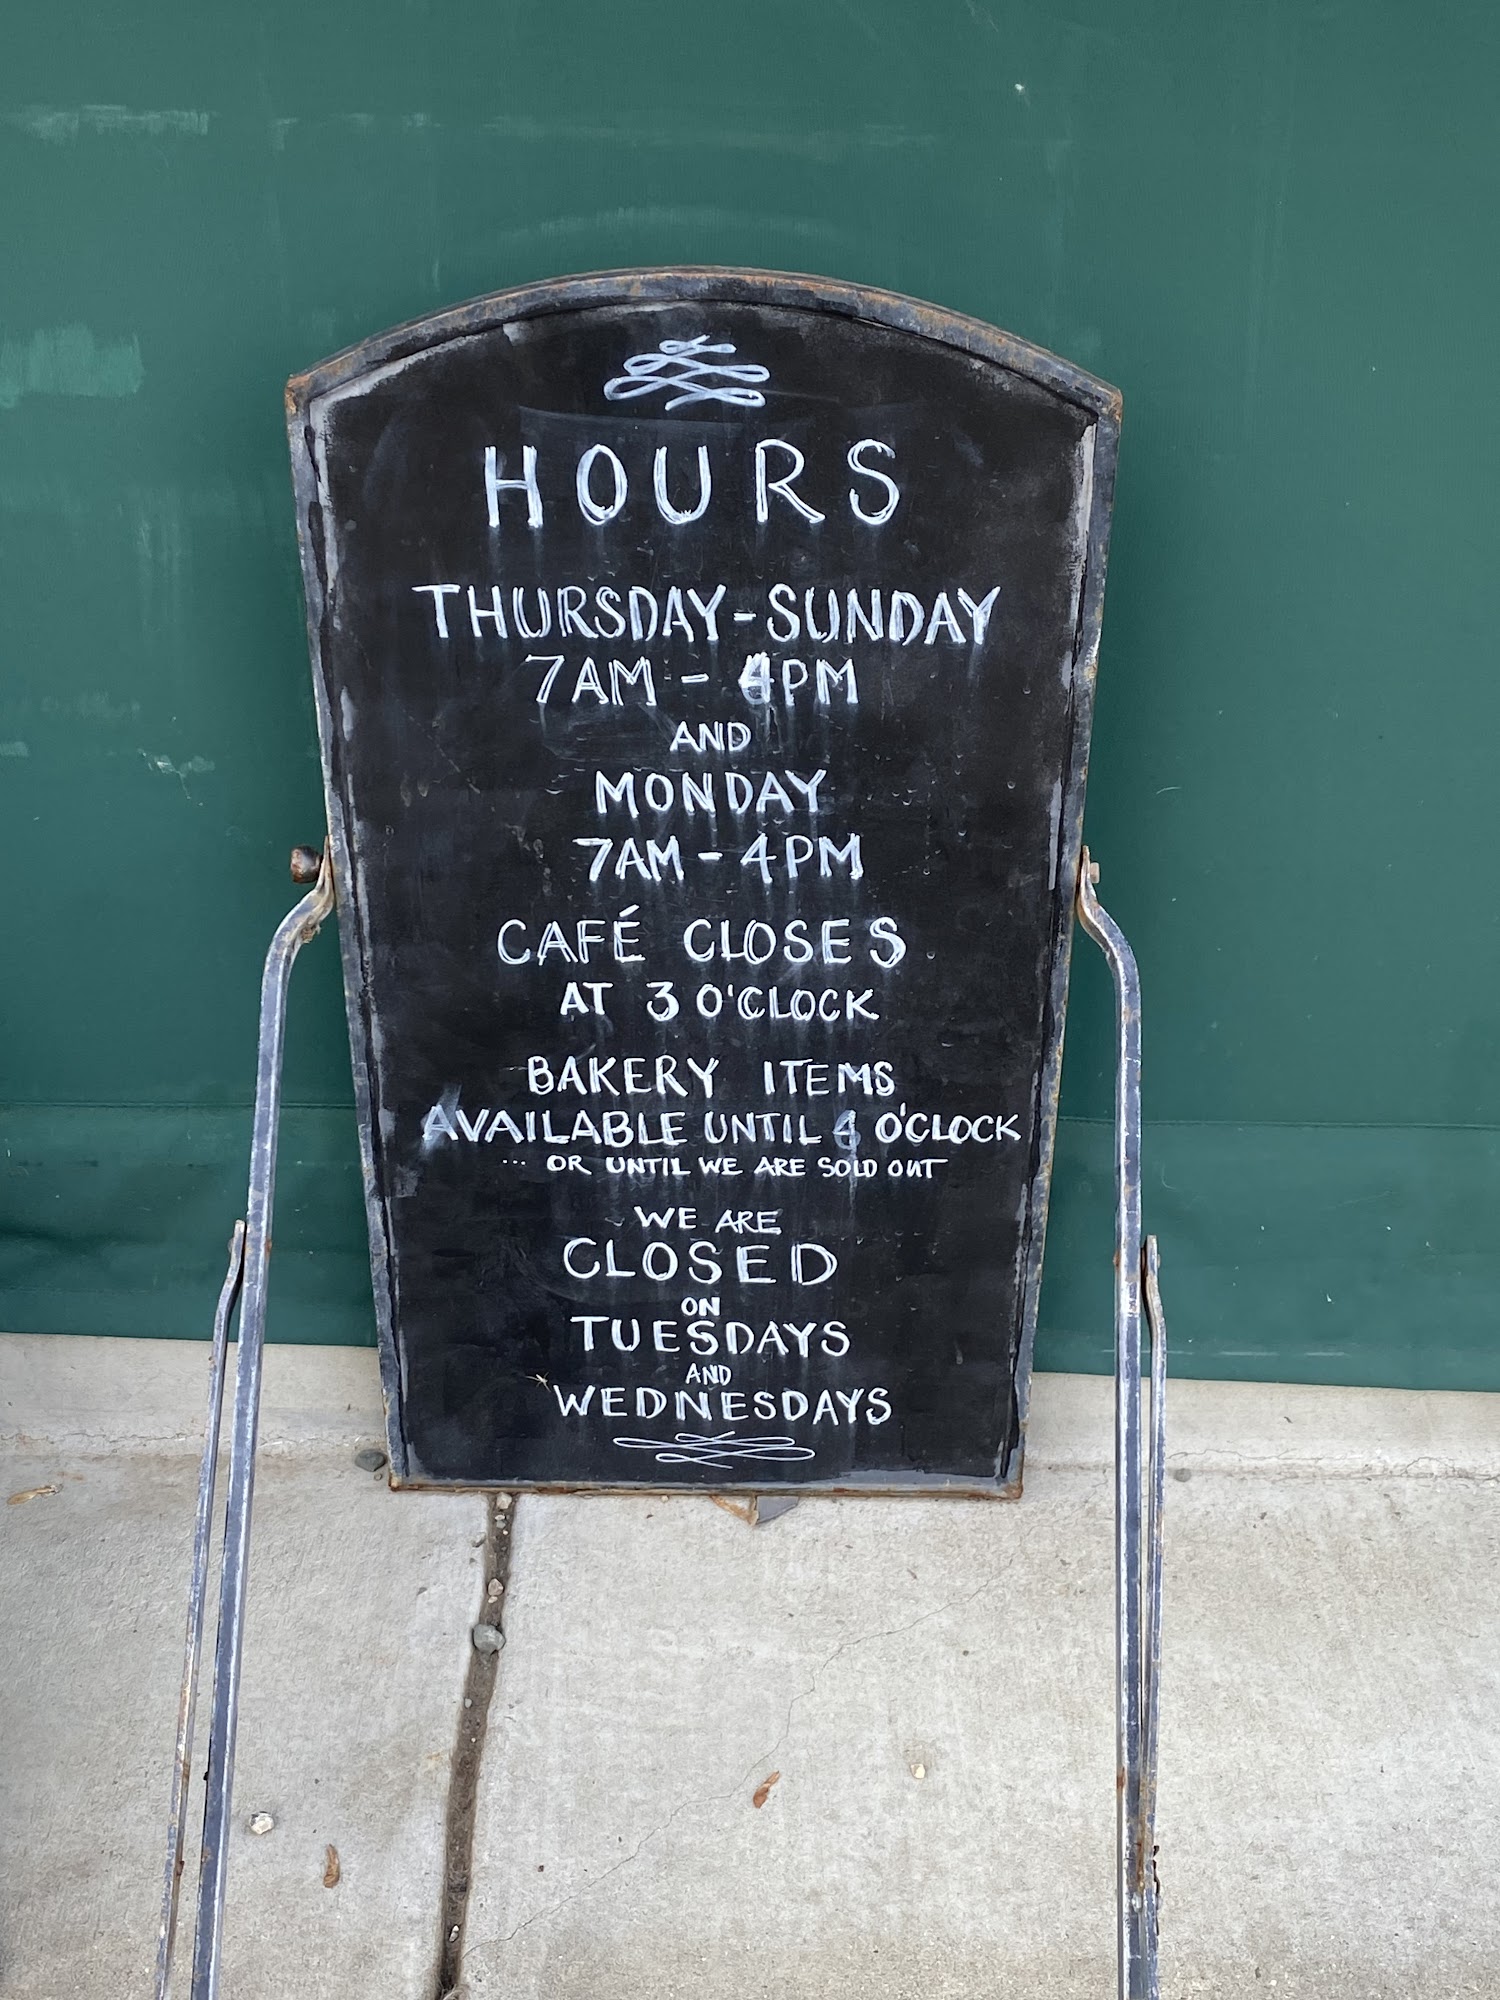 HOURS
THURSDAY-SUNDAY
7AM - 4PM
AND
MONDAY
7AM - 4PM
CAFÉ CLOSES
AT 3 O'CLOCK
BAKERY ITEMS
AVAILABLE UNTIL 4 O'CLOCK
... OR UNTIL WE ARE SOLD OUT
WE ARE
CLOSED
ON
TUESDAYS
AND
WEDNESDAYS